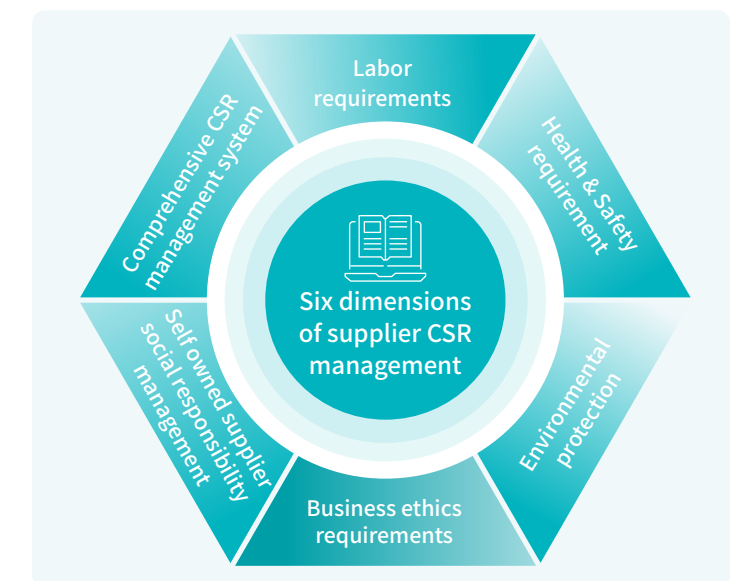 Labor
requirements
Health & Safety
requirement
Environmental
protection
Business ethics
requirements
Self owned supplier
social responsibility
management
Comprehensive CSR
management system
Six dimensions
of supplier CSR
management